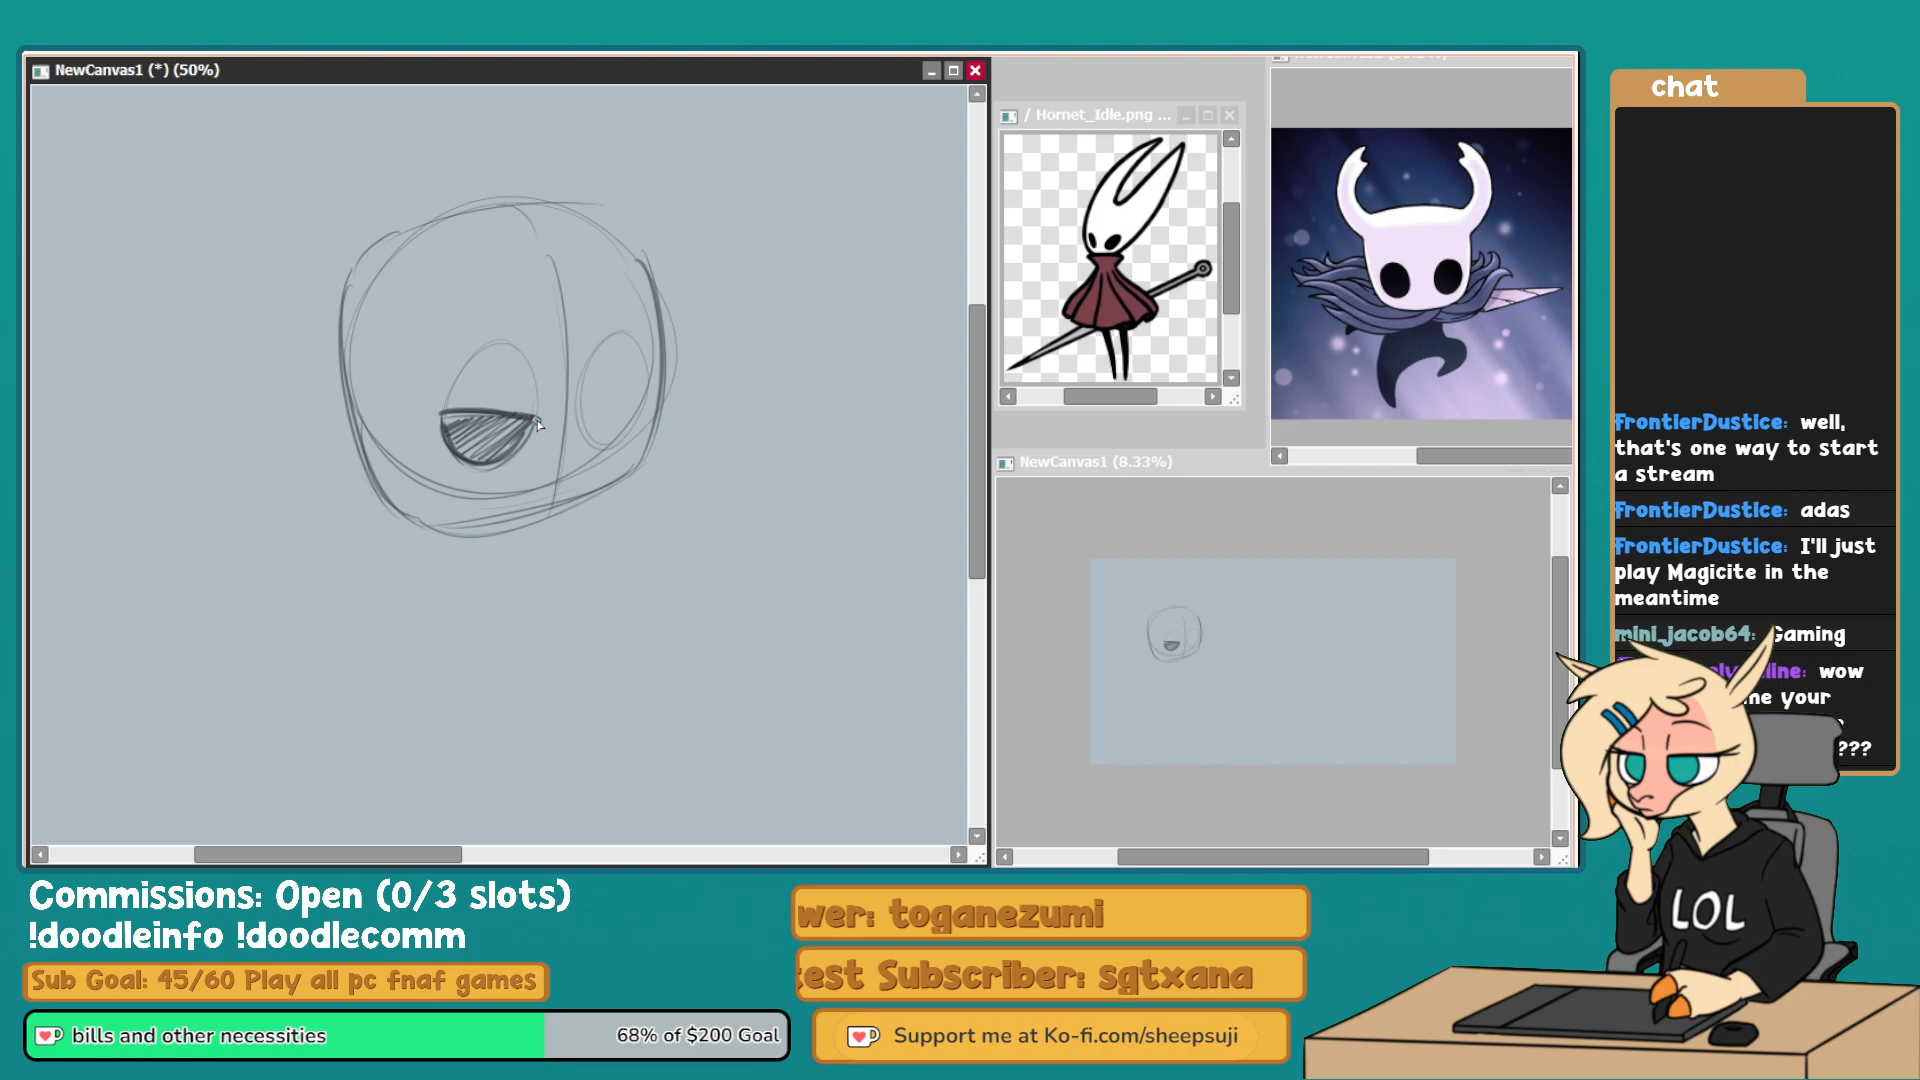 NewCanvas1 (*) (50%)
/ Hornet_Idle.png ...
NewCanvas1 (8.33%)
chat
FrontierDustice: well,
that's one way to start
a stream
FrontierDustice: adas
FrontierDustice: I'll just
play Magicite in the
meantime
mini_jacob64: Gaming
wow
your
???
LOL
Commissions: Open (0/3 slots)
!doodleinfo !doodlecomm
Sub Goal: 45/60 Play all pc fnaf games
bills and other necessities
68% of $200 Goal
wer: toganezumi
test Subscriber: sgtxana
Support me at Ko-fi.com/sheepsuji